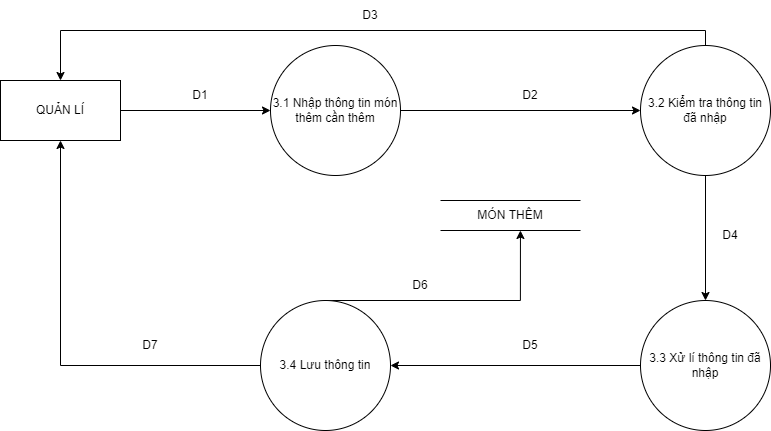 D3
D1
D2
QUẢN LÍ
3.1 Nhập thông tin món
thêm cần thêm
3.2 Kiểm tra thông tin
đã nhập
MÓN THÊM
D4
D6
D7
D5
3.4 Lưu thông tin
3.3 Xử lí thông tin đã
nhập